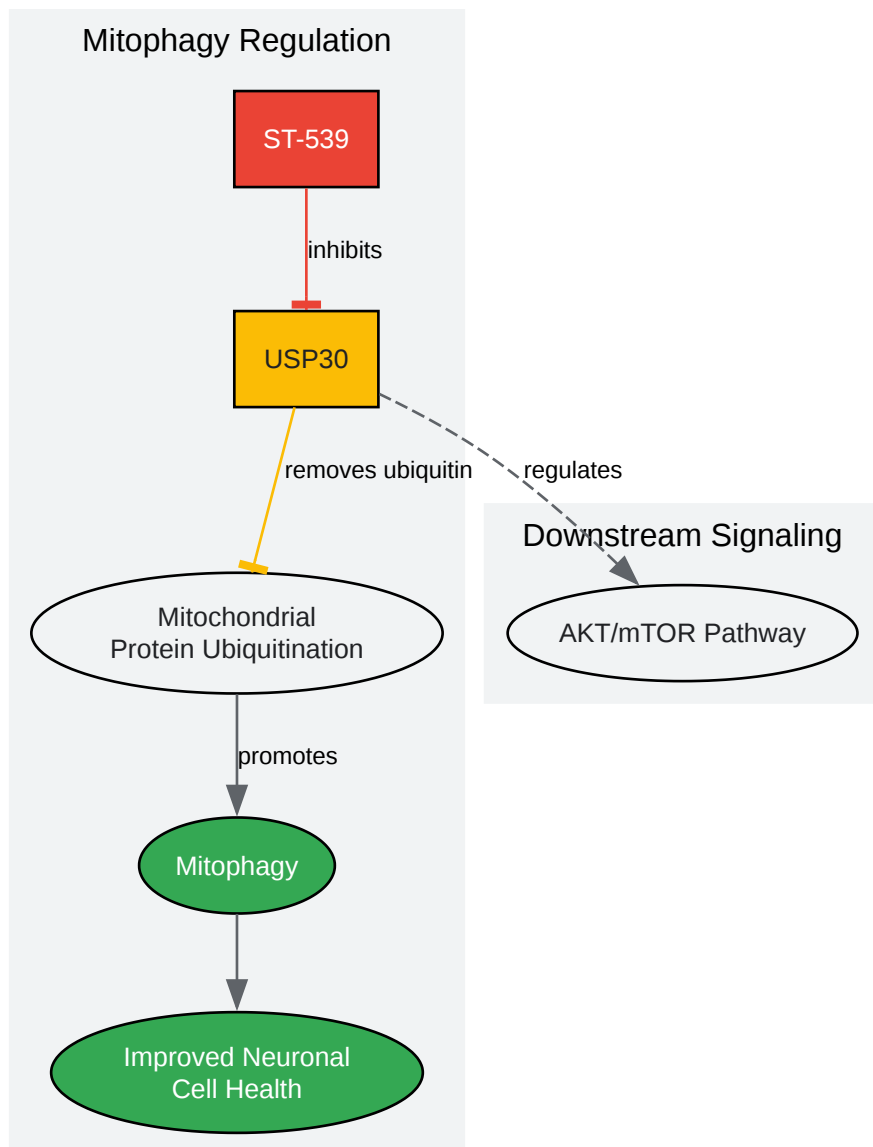 Mitophagy Regulation
ST-539
inhibits
USP30
removes ubiquitin
regulates
Downstream Signaling
Mitochondrial
Protein Ubiquitination
AKT/mTOR Pathway
promotes
Mitophagy
Improved Neuronal
Cell Health